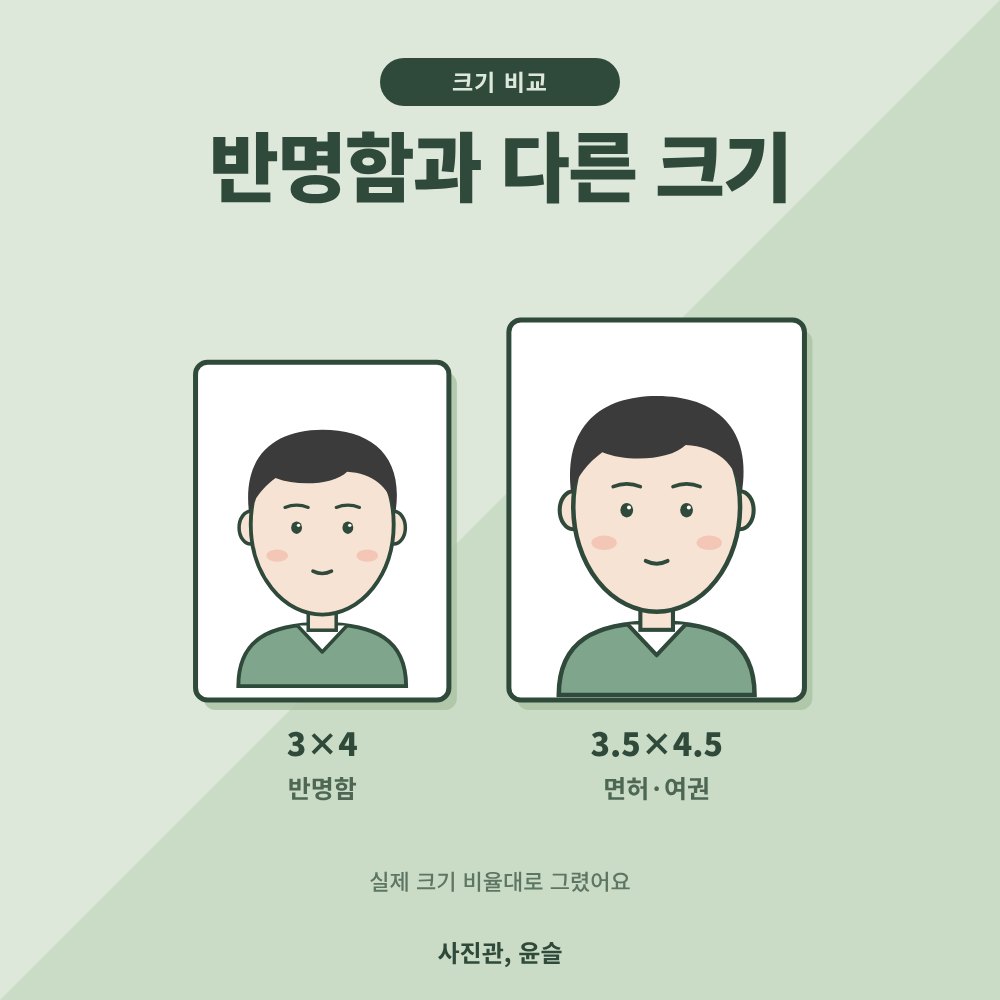 크기 비교
반명함과 다른 크기
3×4
반명함
3.5×4.5
면허·여권
실제 크기 비율대로 그렸어요
사진관, 윤슬